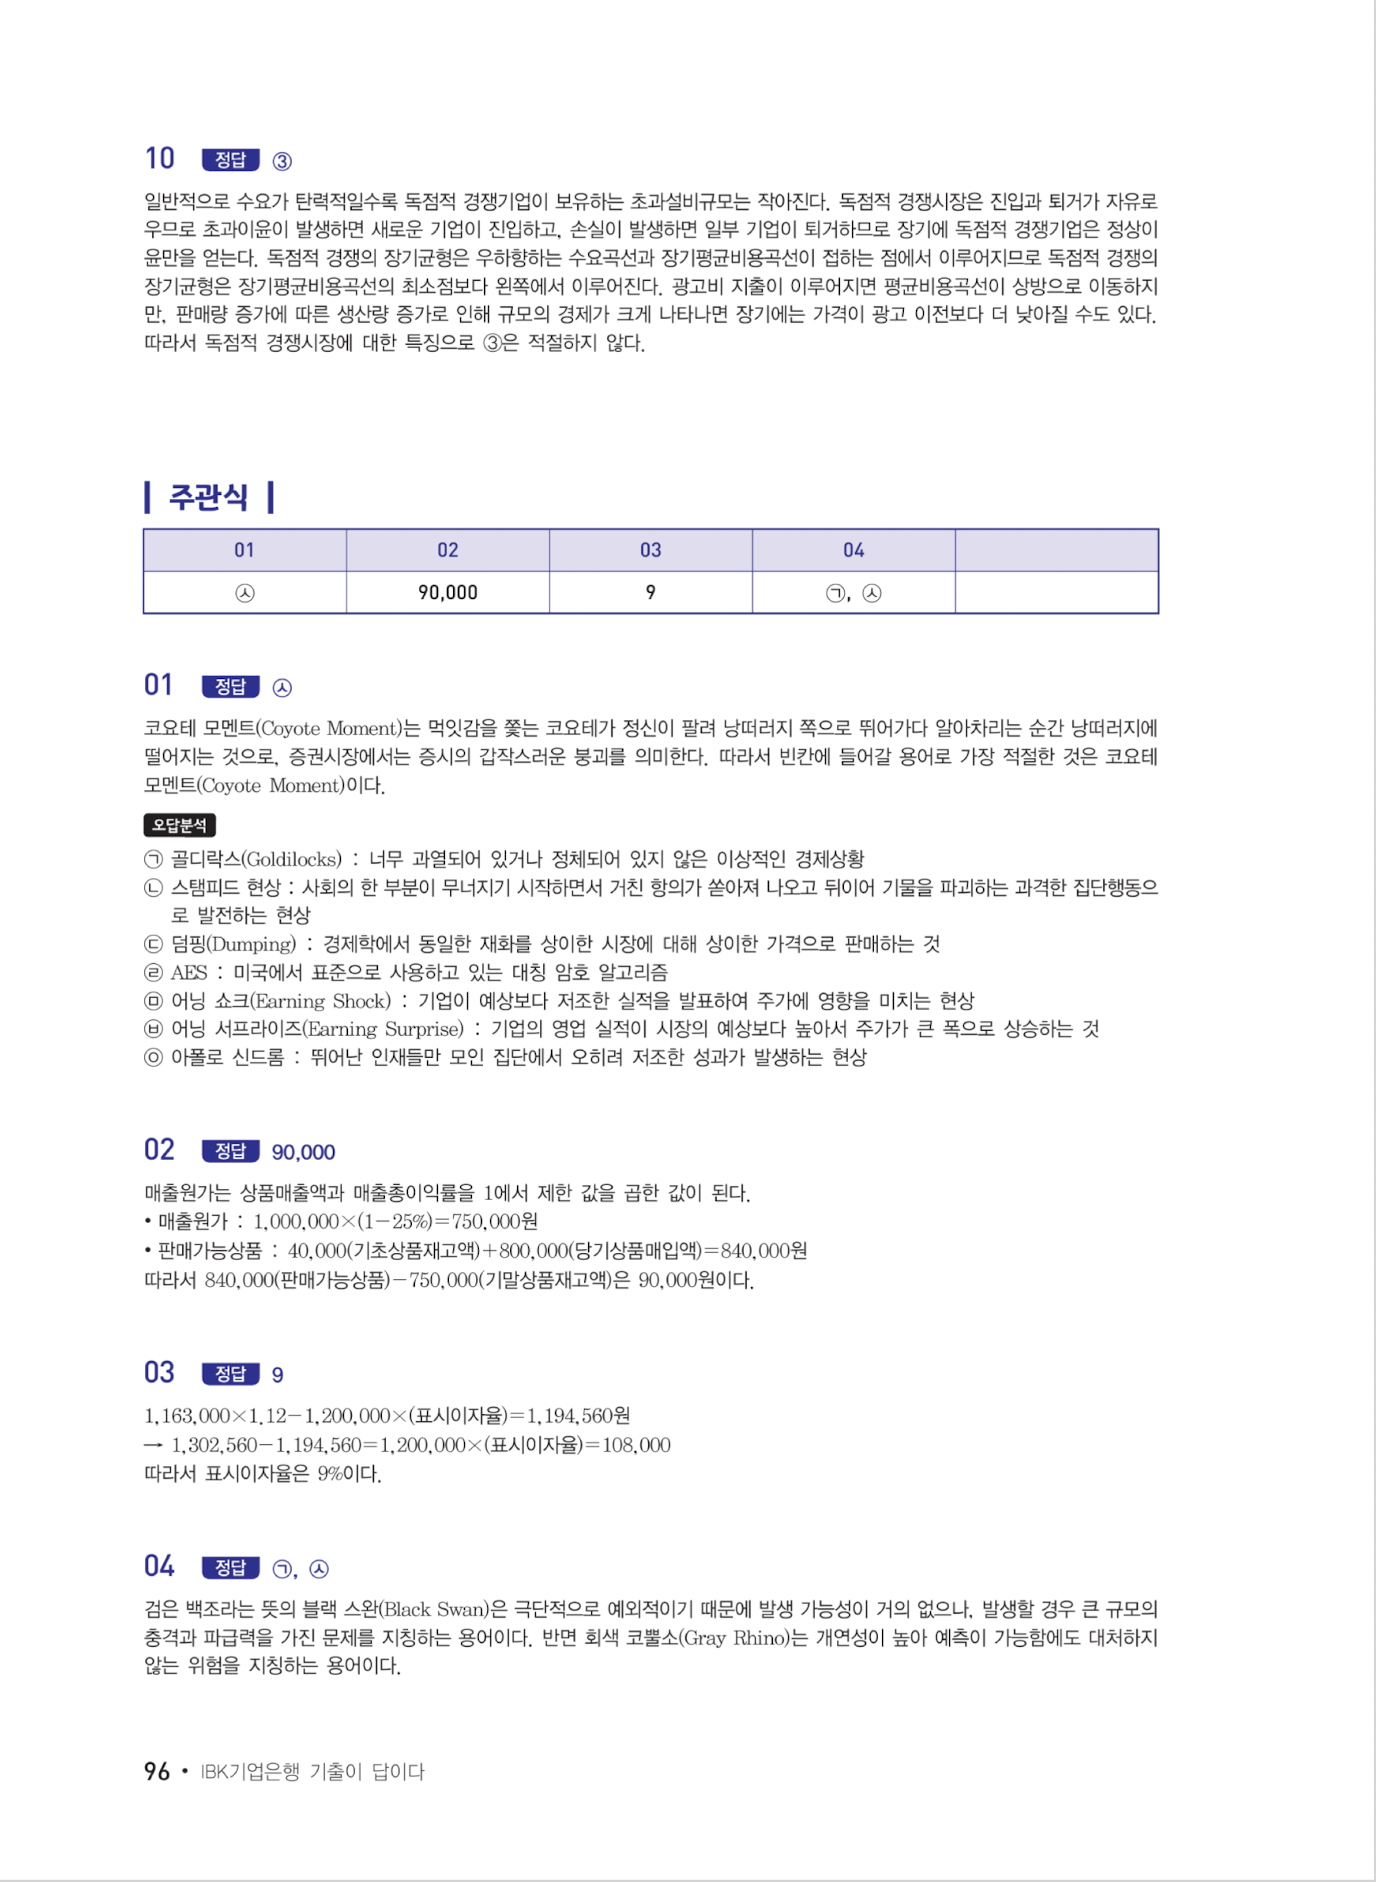 10 정답 ③
일반적으로 수요가 탄력적일수록 독점적 경쟁기업이 보유하는 초과설비규모는 작아진다. 독점적 경쟁시장은 진입과 퇴거가 자유로
우므로 초과이윤이 발생하면 새로운 기업이 진입하고, 손실이 발생하면 일부 기업이 퇴거하므로 장기에 독점적 경쟁기업은 정상이
윤만을 얻는다. 독점적 경쟁의 장기균형은 우하향하는 수요곡선과 장기평균비용곡선이 접하는 점에서 이루어지므로 독점적 경쟁의
장기균형은 장기평균비용곡선의 최소점보다 왼쪽에서 이루어진다. 광고비 지출이 이루어지면 평균비용곡선이 상방으로 이동하지
만, 판매량 증가에 따른 생산량 증가로 인해 규모의 경제가 크게 나타나면 장기에는 가격이 광고 이전보다 더 낮아질 수도 있다.
따라서 독점적 경쟁시장에 대한 특징으로 ③은 적절하지 않다.
주관식
01 02 03 04
㉦ 90,000 9 ㉠, ㉦
01 정답 ㉦
코요테 모멘트(Coyote Moment)는 먹잇감을 쫓는 코요테가 정신이 팔려 낭떠러지 쪽으로 뛰어가다 알아차리는 순간 낭떠러지에
떨어지는 것으로, 증권시장에서는 증시의 갑작스러운 붕괴를 의미한다. 따라서 빈칸에 들어갈 용어로 가장 적절한 것은 코요테
모멘트(Coyote Moment)이다.
오답분석
㉠ 골디락스(Goldilocks) : 너무 과열되어 있거나 정체되어 있지 않은 이상적인 경제상황
㉡ 스탬피드 현상 : 사회의 한 부분이 무너지기 시작하면서 거친 항의가 쏟아져 나오고 뒤이어 기물을 파괴하는 과격한 집단행동으
로 발전하는 현상
㉢ 덤핑(Dumping) : 경제학에서 동일한 재화를 상이한 시장에 대해 상이한 가격으로 판매하는 것
㉣ AES : 미국에서 표준으로 사용하고 있는 대칭 암호 알고리즘
㉤ 어닝 쇼크(Earning Shock) : 기업이 예상보다 저조한 실적을 발표하여 주가에 영향을 미치는 현상
㉥ 어닝 서프라이즈(Earning Surprise) : 기업의 영업 실적이 시장의 예상보다 높아서 주가가 큰 폭으로 상승하는 것
㉧ 아폴로 신드롬 : 뛰어난 인재들만 모인 집단에서 오히려 저조한 성과가 발생하는 현상
02 정답 90,000
매출원가는 상품매출액과 매출총이익률을 1에서 제한 값을 곱한 값이 된다.
• 매출원가 : 1,000,000×(1-25%)=750,000원
• 판매가능상품 : 40,000(기초상품재고액)+800,000(당기상품매입액)=840,000원
따라서 840,000(판매가능상품)-750,000(기말상품재고액)은 90,000원이다.
03 정답 9
1,163,000×1.12-1,200,000×(표시이자율)=1,194,560원
→ 1,302,560-1,194,560=1,200,000×(표시이자율)=108,000
따라서 표시이자율은 9%이다.
04 정답 ㉠, ㉦
검은 백조라는 뜻의 블랙 스완(Black Swan)은 극단적으로 예외적이기 때문에 발생 가능성이 거의 없으나, 발생할 경우 큰 규모의
충격과 파급력을 가진 문제를 지칭하는 용어이다. 반면 회색 코뿔소(Gray Rhino)는 개연성이 높아 예측이 가능함에도 대처하지
않는 위험을 지칭하는 용어이다.
96 • IBK기업은행 기출이 답이다